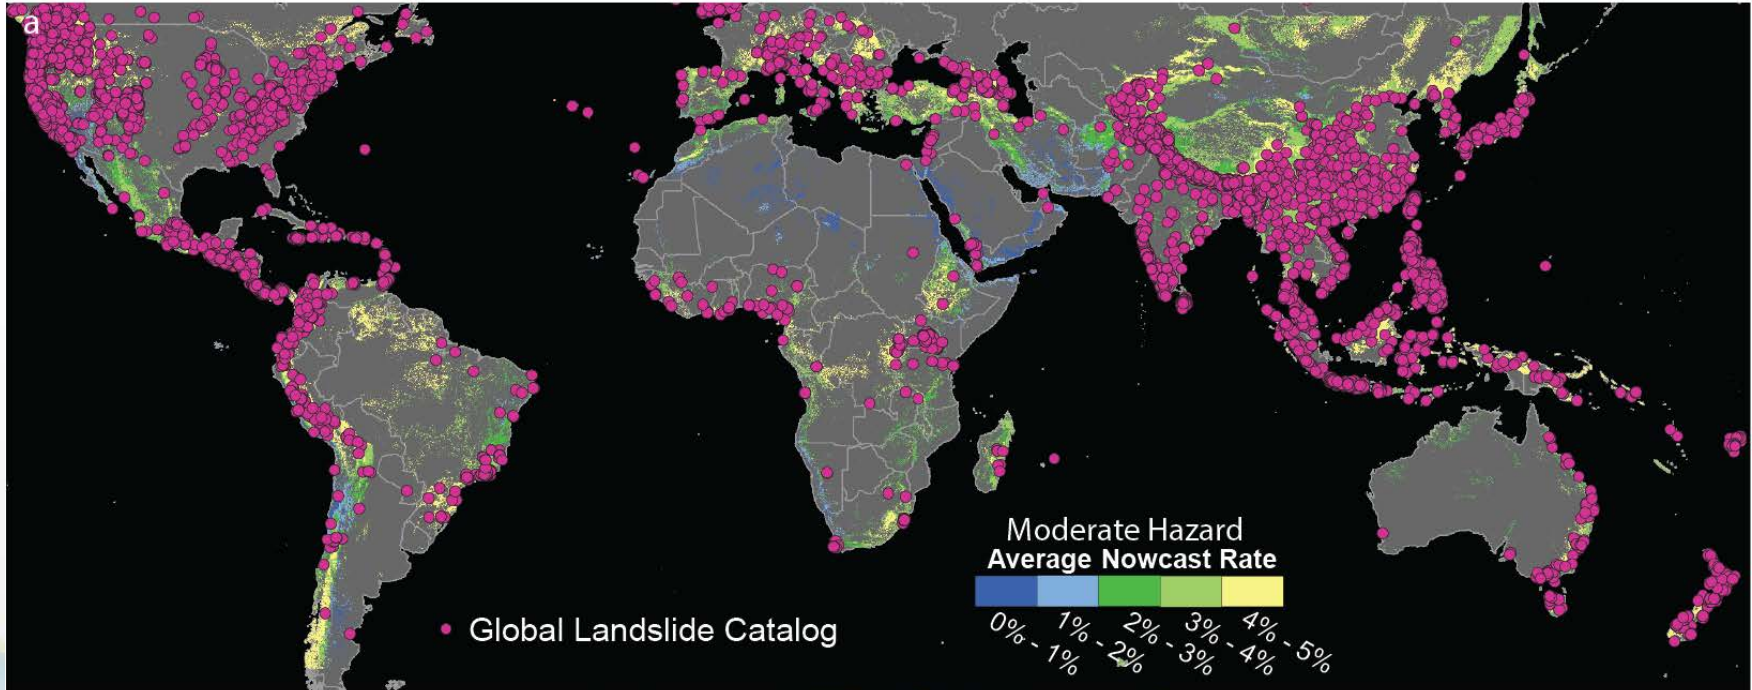 a
Moderate Hazard
Average Nowcast Rate
0% - 1%
1% - 2%
2% - 3%
3% - 4%
4% - 5%
Global Landslide Catalog